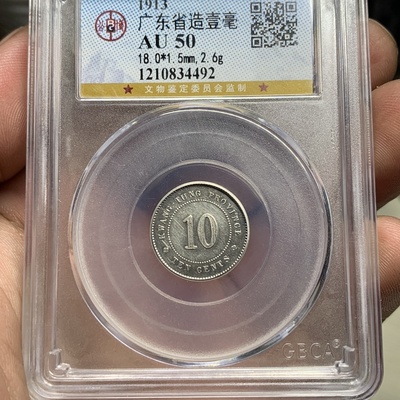 1913
广东省造壹毫
AU 50
18.0*1.5mm,2.6g
1210834492
★ 文物鉴定委员会监制 ★
KWANG-TUNG PROVINCE
10
TEN CENTS
GBCA®